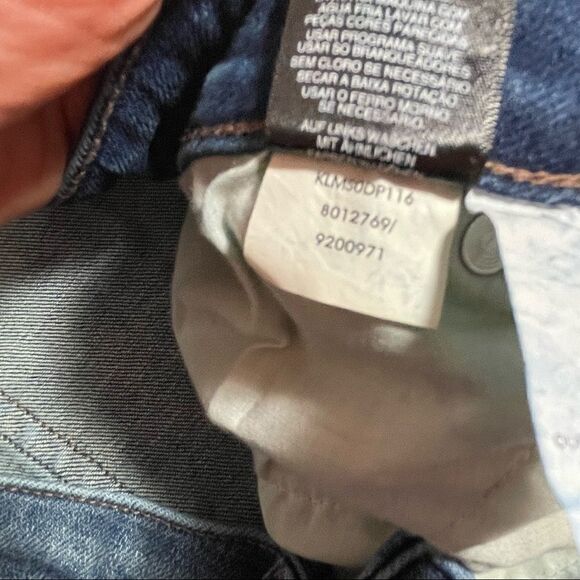 ÁGUA FRIA LAVAR COM
PEÇAS CORES PARECIDAS
USAR PROGRAMA SUAVE
USAR SÓ BRANQUEADORES
SEM CLORO SE NECESSÁRIO
SECAR A BAIXA ROTAÇÃO
USAR O FERRO MORNO
SE NECESSÁRIO
AUF LINKS WASCHEN
MIT ÄHNLICHEN
KLMS0DP116
8012769/
9200971